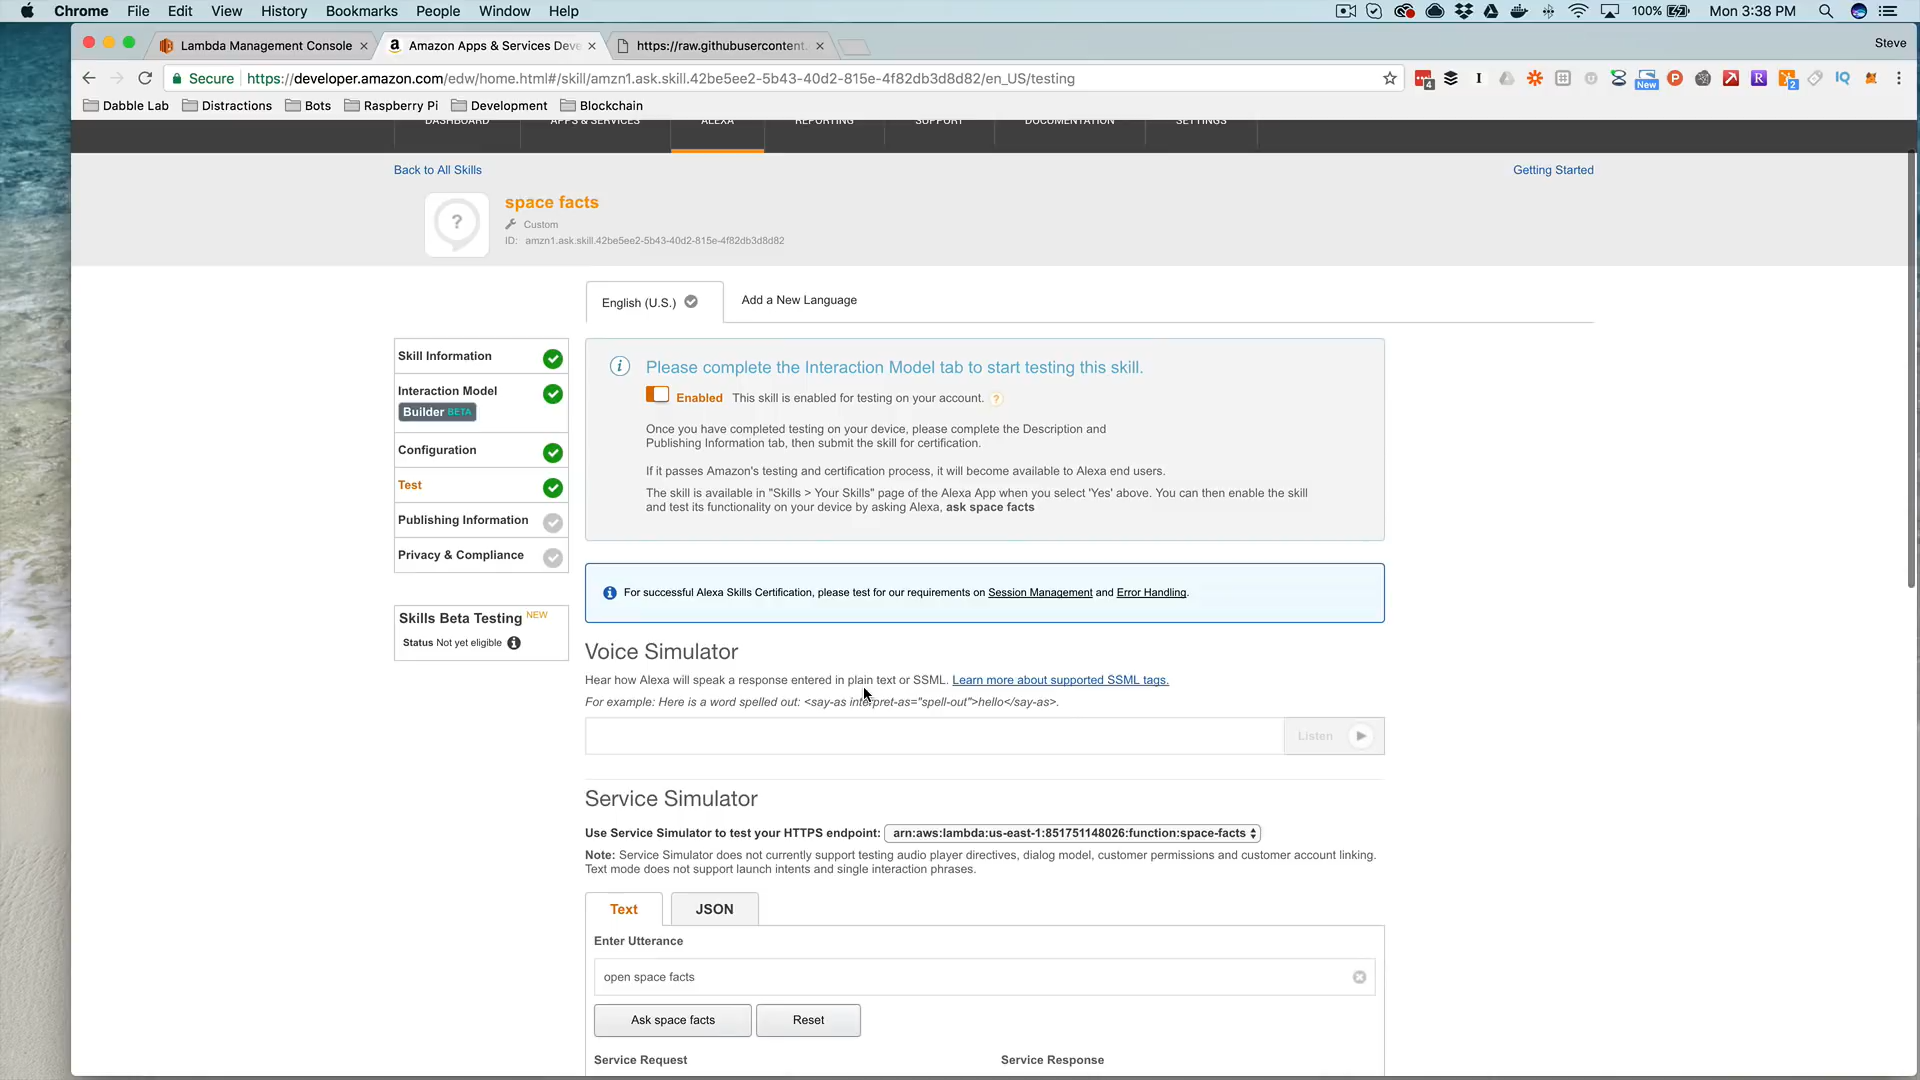 Chrome File Edit View History Bookmarks People Window Help 100% Mon 3:38 PM
Lambda Management Console Amazon Apps & Services Deve https://raw.githubusercontent. Steve
Secure https://developer.amazon.com/edw/home.html#/skill/amzn1.ask.skill.42be5ee2-5b43-40d2-815e-4f82db3d8d82/en_US/testing
Dabble Lab Distractions Bots Raspberry Pi Development Blockchain
DASHBOARD APPS & SERVICES ALEXA REPORTING SUPPORT DOCUMENTATION SETTINGS
Back to All Skills Getting Started
space facts
Custom
ID: amzn1.ask.skill.42be5ee2-5b43-40d2-815e-4f82db3d8d82
English (U.S.) Add a New Language
Skill Information
Interaction Model
Builder BETA
Configuration
Test
Publishing Information
Privacy & Compliance
Skills Beta Testing NEW
Status Not yet eligible
Please complete the Interaction Model tab to start testing this skill.
Enabled This skill is enabled for testing on your account. ?
Once you have completed testing on your device, please complete the Description and
Publishing Information tab, then submit the skill for certification.
If it passes Amazon's testing and certification process, it will become available to Alexa end users.
The skill is available in "Skills > Your Skills" page of the Alexa App when you select 'Yes' above. You can then enable the skill
and test its functionality on your device by asking Alexa, ask space facts
For successful Alexa Skills Certification, please test for our requirements on Session Management and Error Handling.
Voice Simulator
Hear how Alexa will speak a response entered in plain text or SSML. Learn more about supported SSML tags.
For example: Here is a word spelled out: <say-as interpret-as="spell-out">hello</say-as>.
Listen
Service Simulator
Use Service Simulator to test your HTTPS endpoint: arn:aws:lambda:us-east-1:851751148026:function:space-facts
Note: Service Simulator does not currently support testing audio player directives, dialog model, customer permissions and customer account linking.
Text mode does not support launch intents and single interaction phrases.
Text JSON
Enter Utterance
open space facts
Ask space facts Reset
Service Request Service Response